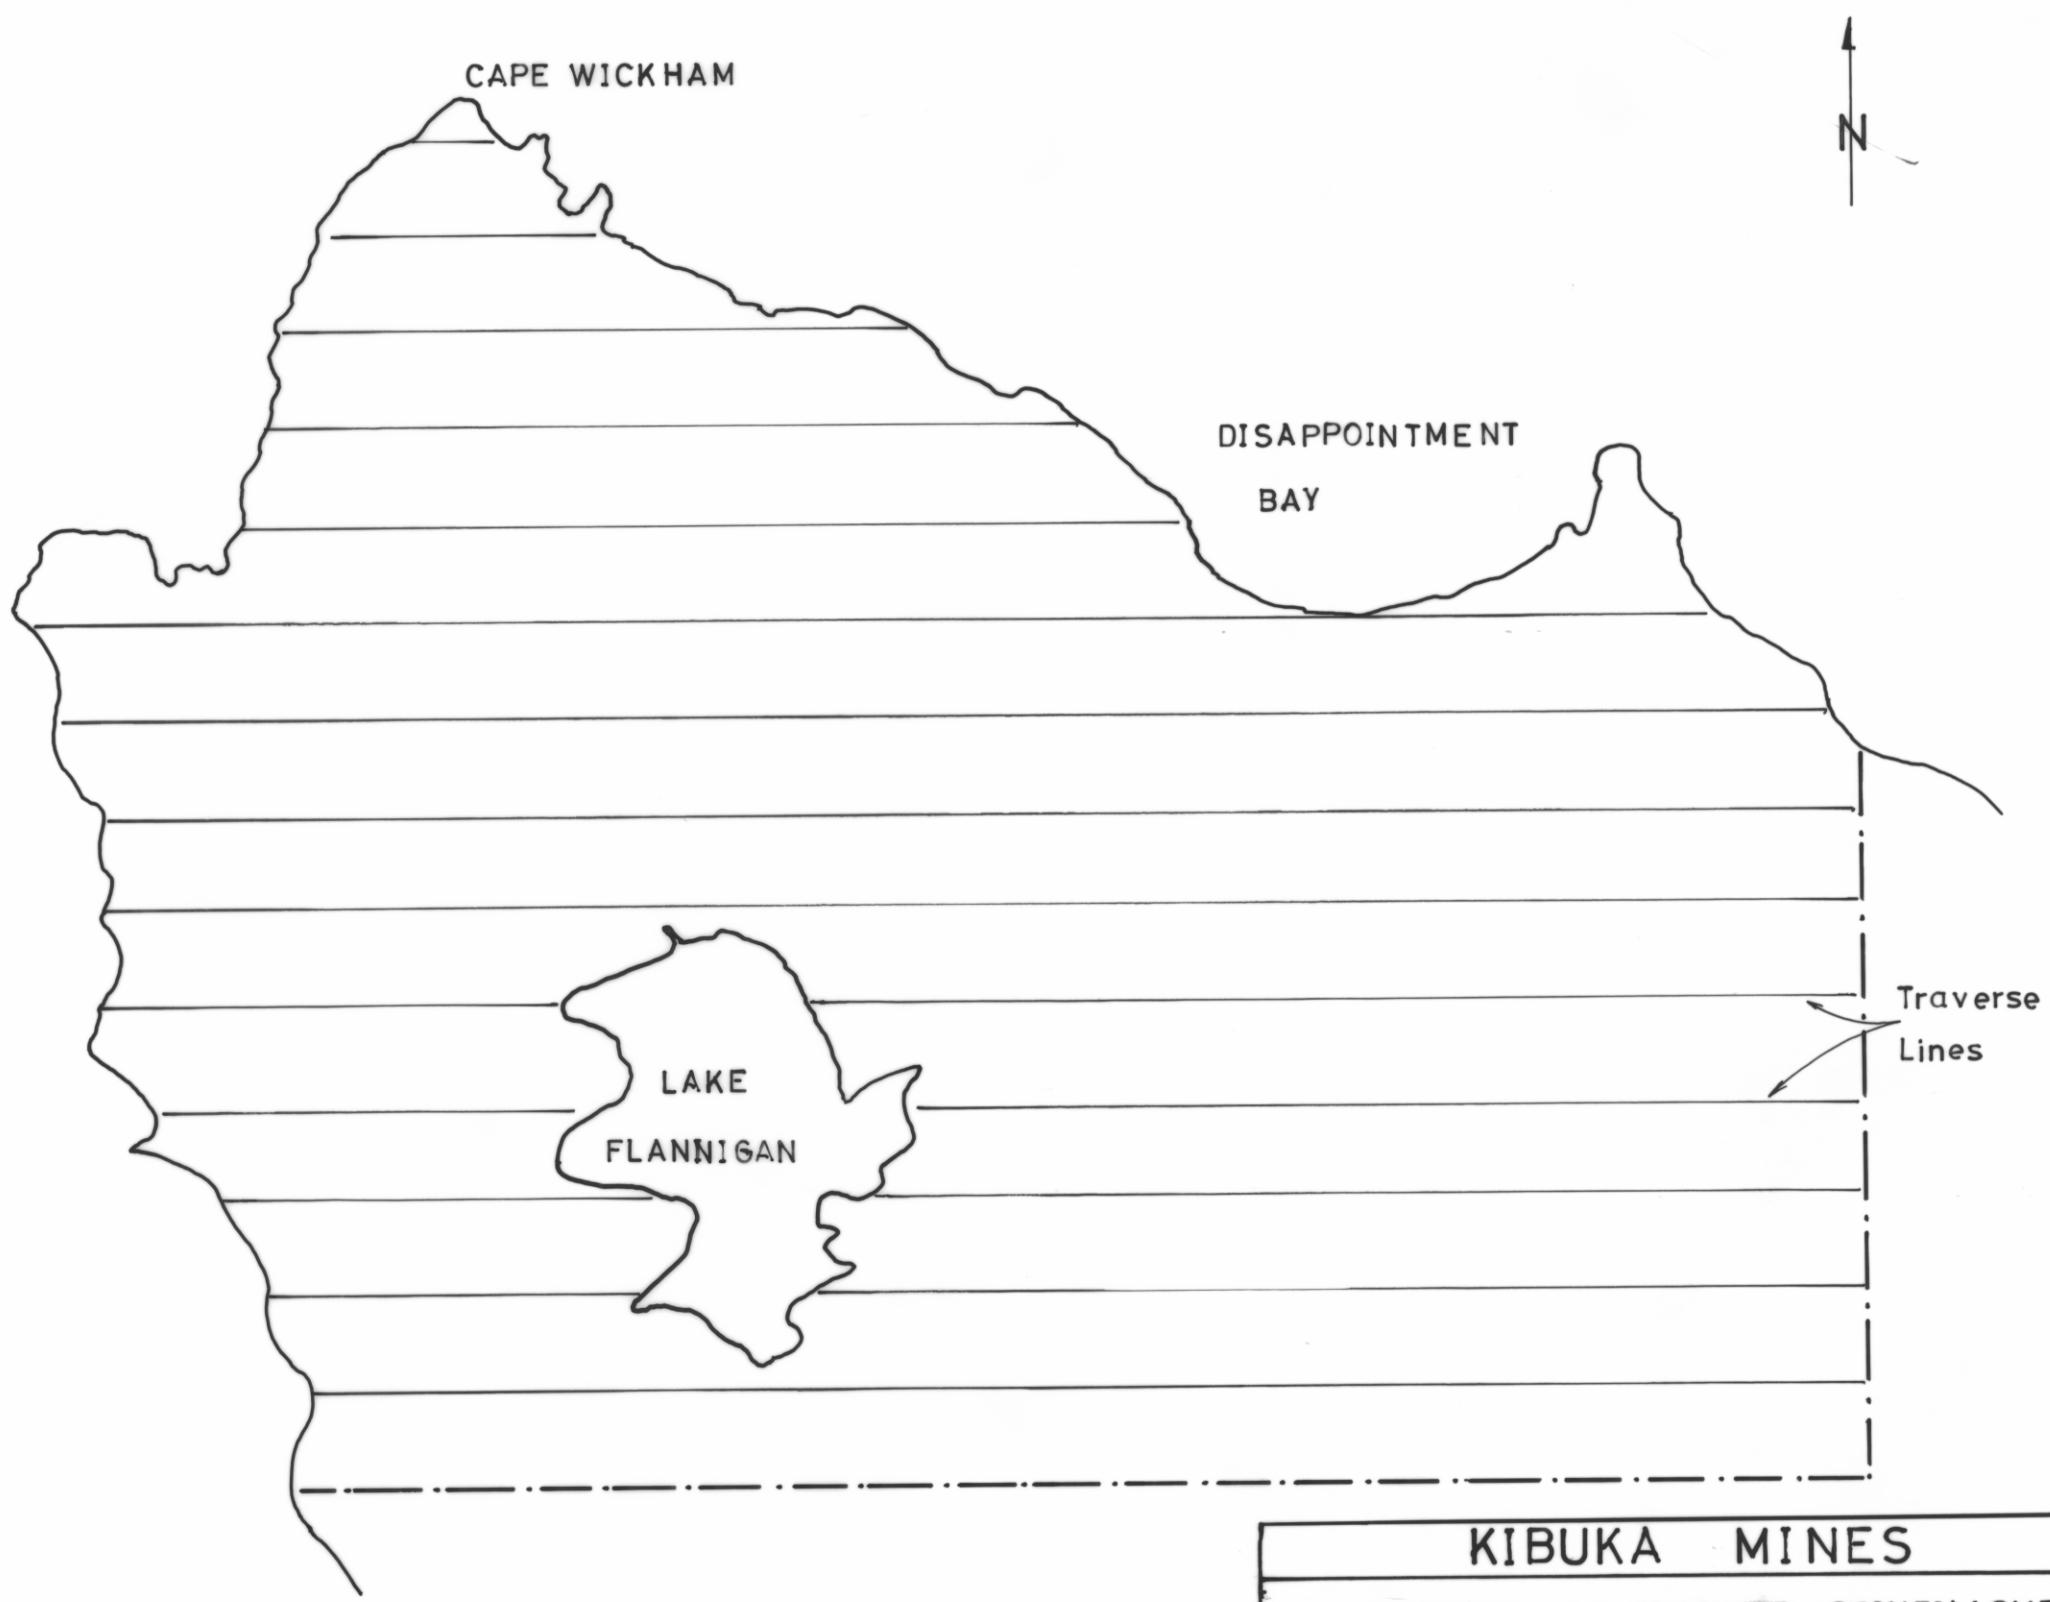 CAPE WICKHAM
N
DISAPPOINTMENT
BAY
Traverse
Lines
LAKE
FLANNIGAN
KIBUKA MINES